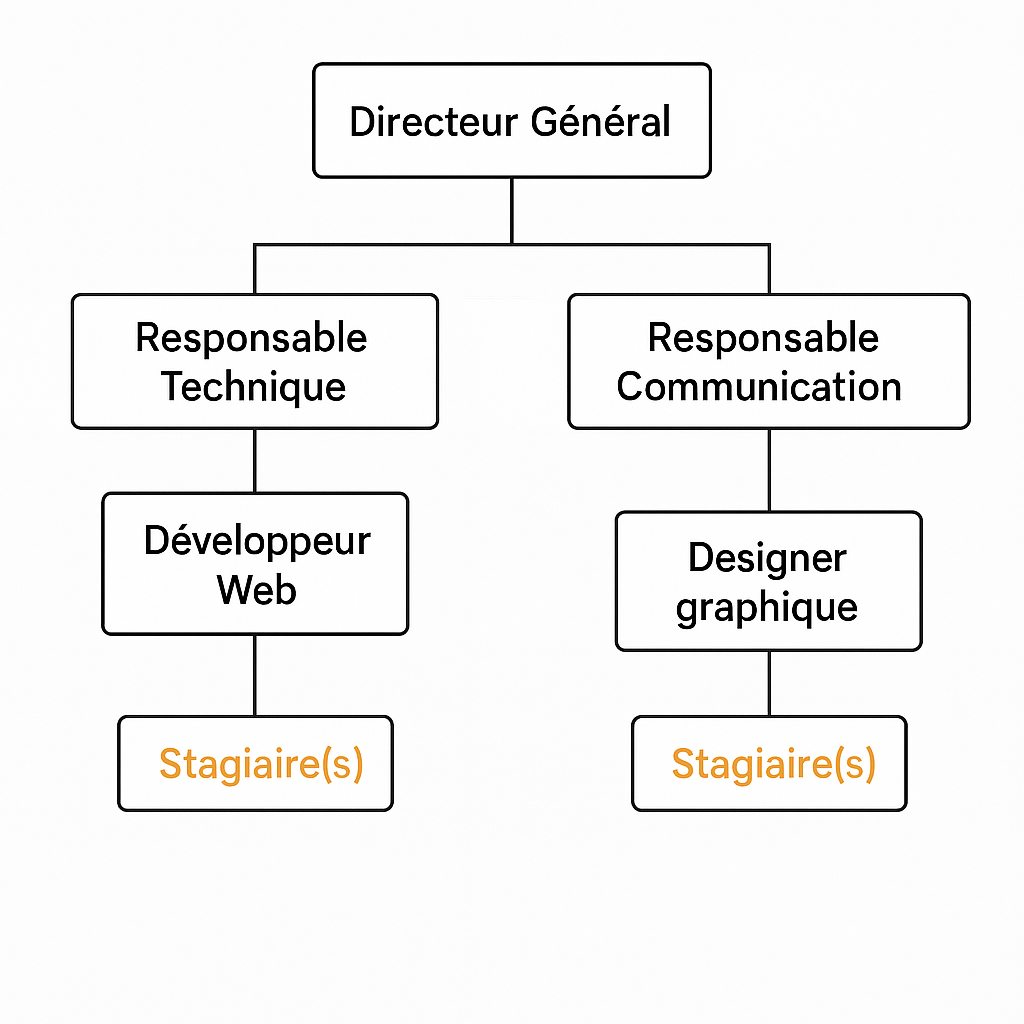 Directeur Général
Responsable
Technique
Responsable
Communication
Développeur
Web
Designer
graphique
Stagiaire(s)
Stagiaire(s)